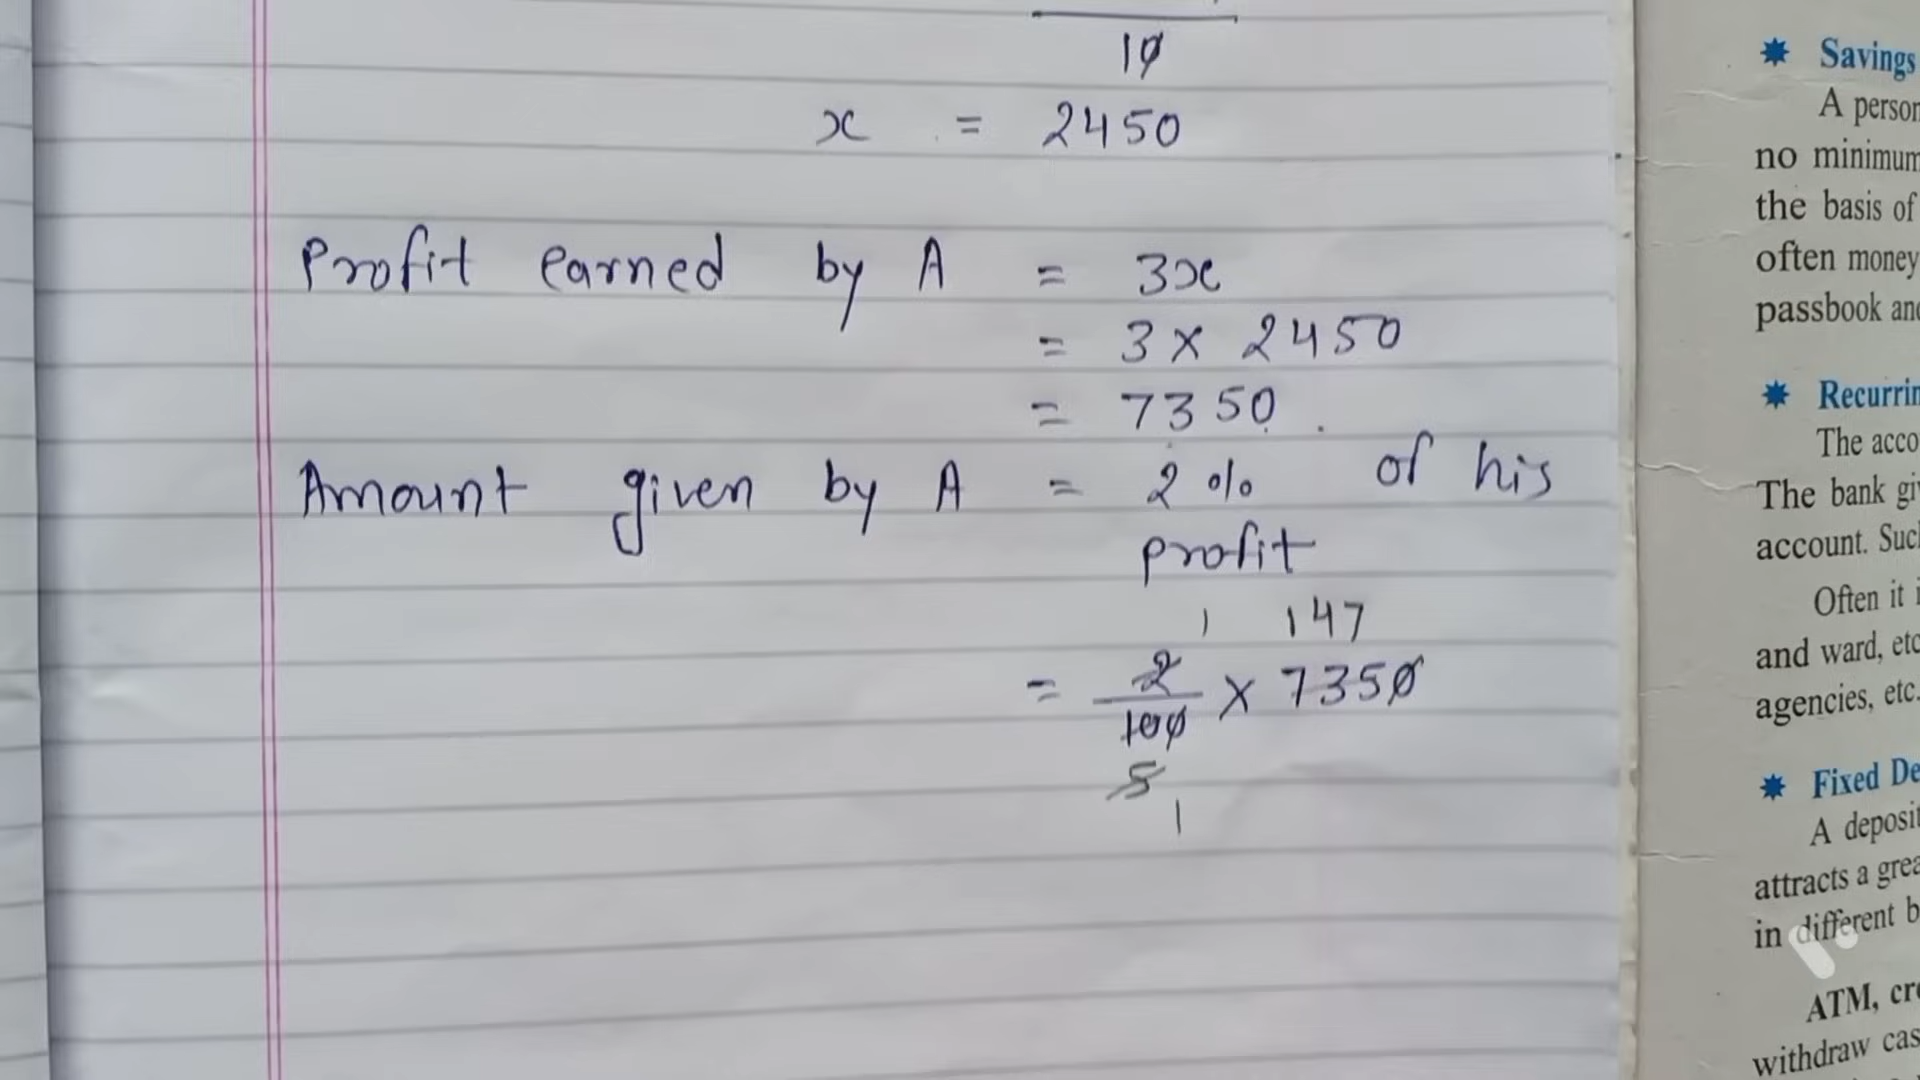 10
x = 2450
Profit earned by A = 3x
= 3 × 2450
= 7350.
Amount given by A = 2% of his
profit
1 147
= 2/100 × 7350
5
1
* Savings
A person
no minimum
the basis of
often money
passbook and
* Recurrin
The acco
The bank gi
account. Such
Often it i
and ward, etc
agencies, etc.
* Fixed De
A deposit
attracts a grea
in different b
ATM, cre
withdraw cas